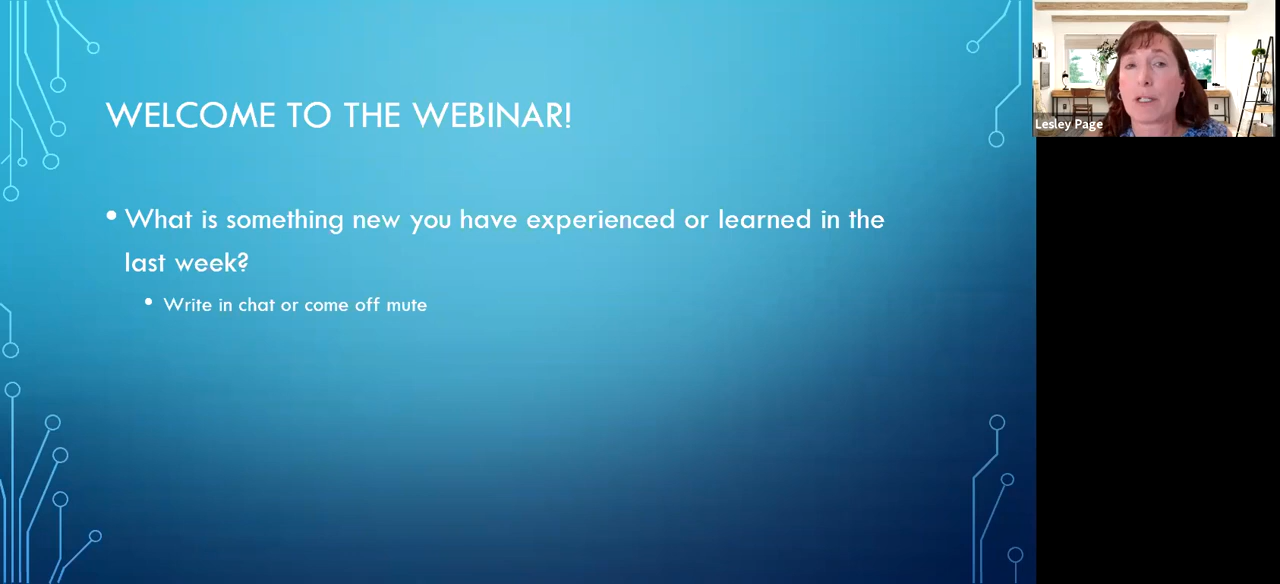 WELCOME TO THE WEBINAR!
• What is something new you have experienced or learned in the
last week?
• Write in chat or come off mute
Lesley Page